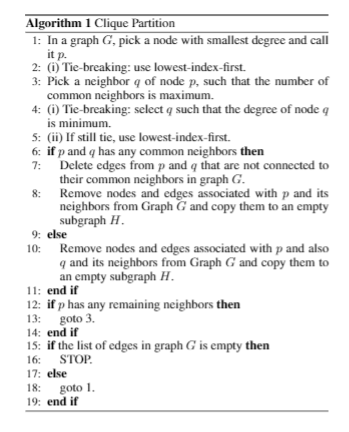 Algorithm 1 Clique Partition
1: In a graph G, pick a node with smallest degree and call
it p.
2: (i) Tie-breaking: use lowest-index-first.
3: Pick a neighbor q of node p, such that the number of
common neighbors is maximum.
4: (i) Tie-breaking: select q such that the degree of node q
is minimum.
5: (ii) If still tie, use lowest-index-first.
6: if p and q has any common neighbors then
7: Delete edges from p and q that are not connected to
their common neighbors in graph G.
8: Remove nodes and edges associated with p and its
neighbors from Graph G and copy them to an empty
subgraph H.
9: else
10: Remove nodes and edges associated with p and also
q and its neighbors from Graph G and copy them to
an empty subgraph H.
11: end if
12: if p has any remaining neighbors then
13: goto 3.
14: end if
15: if the list of edges in graph G is empty then
16: STOP.
17: else
18: goto 1.
19: end if